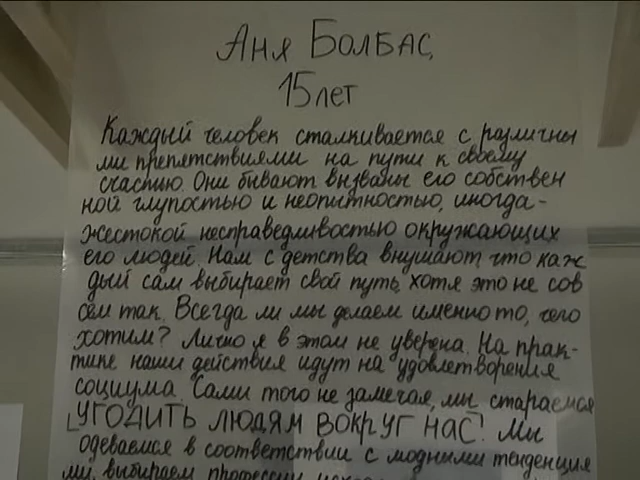 Аня Болбас,
15 лет
Каждый человек сталкивается с различны
ми препятствиями на пути к своему
счастью. Они бывают вызваны его собствен
ной глупостью и неопытностью, иногда -
жестокой несправедливостью окружающих
его людей. Нам с детства внушают, что каж
дый сам выбирает свой путь, хотя это не сов
сем так. Всегда ли мы делаем именно то, чего
хотим? Лично я в этом не уверена. На прак-
тике наши действия идут на удовлетворения
социума. Сами того не замечая, мы стараемся
УГОДИТЬ ЛЮДЯМ ВОКРУГ НАС! Мы
одеваемся в соответствии с модными тенденция
ми, выбираем профессии